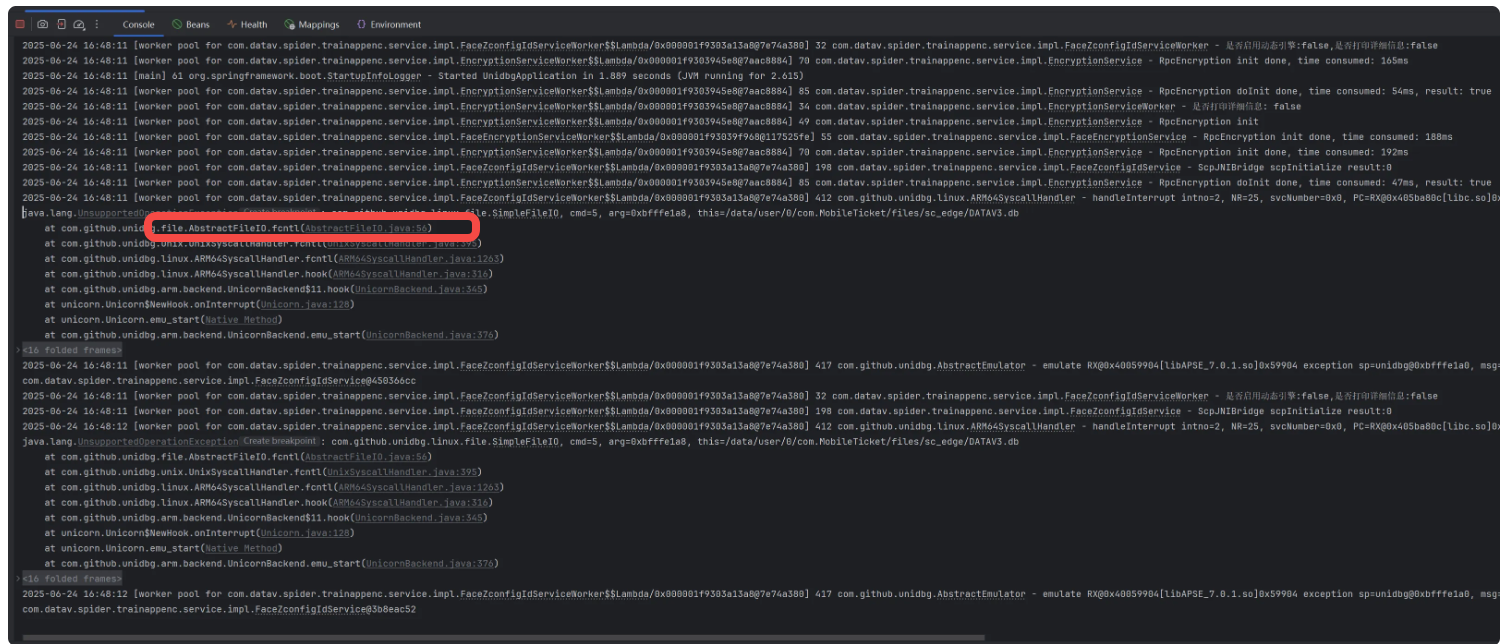 Console Beans Health Mappings Environment
2025-06-24 16:48:11 [worker pool for com.datav.spider.trainappenc.service.impl.FaceZconfigIdServiceWorker$$Lambda/0x000001f9303a13a8@7e74a380] 32 com.datav.spider.trainappenc.service.impl.FaceZconfigIdServiceWorker - 是否启用动态引擎:false,是否打印详细信息:false
2025-06-24 16:48:11 [worker pool for com.datav.spider.trainappenc.service.impl.EncryptionServiceWorker$$Lambda/0x000001f9303945e8@7aac8884] 70 com.datav.spider.trainappenc.service.impl.EncryptionService - RpcEncryption init done, time consumed: 165ms
2025-06-24 16:48:11 [main] 61 org.springframework.boot.StartupInfoLogger - Started UnidbgApplication in 1.889 seconds (JVM running for 2.615)
2025-06-24 16:48:11 [worker pool for com.datav.spider.trainappenc.service.impl.EncryptionServiceWorker$$Lambda/0x000001f9303945e8@7aac8884] 85 com.datav.spider.trainappenc.service.impl.EncryptionService - RpcEncryption doInit done, time consumed: 54ms, result: true
2025-06-24 16:48:11 [worker pool for com.datav.spider.trainappenc.service.impl.EncryptionServiceWorker$$Lambda/0x000001f9303945e8@7aac8884] 34 com.datav.spider.trainappenc.service.impl.EncryptionServiceWorker - 是否打印详细信息: false
2025-06-24 16:48:11 [worker pool for com.datav.spider.trainappenc.service.impl.EncryptionServiceWorker$$Lambda/0x000001f9303945e8@7aac8884] 49 com.datav.spider.trainappenc.service.impl.EncryptionService - RpcEncryption init
2025-06-24 16:48:11 [worker pool for com.datav.spider.trainappenc.service.impl.FaceEncryptionServiceWorker$$Lambda/0x000001f93039f968@117525fe] 55 com.datav.spider.trainappenc.service.impl.FaceEncryptionService - RpcEncryption init done, time consumed: 188ms
2025-06-24 16:48:11 [worker pool for com.datav.spider.trainappenc.service.impl.EncryptionServiceWorker$$Lambda/0x000001f9303945e8@7aac8884] 70 com.datav.spider.trainappenc.service.impl.EncryptionService - RpcEncryption init done, time consumed: 192ms
2025-06-24 16:48:11 [worker pool for com.datav.spider.trainappenc.service.impl.FaceZconfigIdServiceWorker$$Lambda/0x000001f9303a13a8@7e74a380] 198 com.datav.spider.trainappenc.service.impl.FaceZconfigIdService - ScpJNIBridge scpInitialize result:0
2025-06-24 16:48:11 [worker pool for com.datav.spider.trainappenc.service.impl.EncryptionServiceWorker$$Lambda/0x000001f9303945e8@7aac8884] 85 com.datav.spider.trainappenc.service.impl.EncryptionService - RpcEncryption doInit done, time consumed: 47ms, result: true
2025-06-24 16:48:11 [worker pool for com.datav.spider.trainappenc.service.impl.FaceZconfigIdServiceWorker$$Lambda/0x000001f9303a13a8@7e74a380] 412 com.github.unidbg.linux.ARM64SyscallHandler - handleInterrupt intno=2, NR=25, svcNumber=0x0, PC=RX@0x405ba80c[libc.so]0x
java.lang.UnsupportedOperationException Create breakpoint : com.github.unidbg.linux.file.SimpleFileIO, cmd=5, arg=0xbfffe1a8, this=/data/user/0/com.MobileTicket/files/sc_edge/DATAV3.db
at com.github.unidbg.file.AbstractFileIO.fcntl(AbstractFileIO.java:56)
at com.github.unidbg.unix.UnixSyscallHandler.fcntl(UnixSyscallHandler.java:395)
at com.github.unidbg.linux.ARM64SyscallHandler.fcntl(ARM64SyscallHandler.java:1263)
at com.github.unidbg.linux.ARM64SyscallHandler.hook(ARM64SyscallHandler.java:316)
at com.github.unidbg.arm.backend.UnicornBackend$11.hook(UnicornBackend.java:345)
at unicorn.Unicorn$NewHook.onInterrupt(Unicorn.java:128)
at unicorn.Unicorn.emu_start(Native Method)
at com.github.unidbg.arm.backend.UnicornBackend.emu_start(UnicornBackend.java:376)
<16 folded frames>
2025-06-24 16:48:11 [worker pool for com.datav.spider.trainappenc.service.impl.FaceZconfigIdServiceWorker$$Lambda/0x000001f9303a13a8@7e74a380] 417 com.github.unidbg.AbstractEmulator - emulate RX@0x40059904[libAPSE_7.0.1.so]0x59904 exception sp=unidbg@0xbfffe1a0, msg=
com.datav.spider.trainappenc.service.impl.FaceZconfigIdService@450366cc
2025-06-24 16:48:11 [worker pool for com.datav.spider.trainappenc.service.impl.FaceZconfigIdServiceWorker$$Lambda/0x000001f9303a13a8@7e74a380] 32 com.datav.spider.trainappenc.service.impl.FaceZconfigIdServiceWorker - 是否启用动态引擎:false,是否打印详细信息:false
2025-06-24 16:48:11 [worker pool for com.datav.spider.trainappenc.service.impl.FaceZconfigIdServiceWorker$$Lambda/0x000001f9303a13a8@7e74a380] 198 com.datav.spider.trainappenc.service.impl.FaceZconfigIdService - ScpJNIBridge scpInitialize result:0
2025-06-24 16:48:12 [worker pool for com.datav.spider.trainappenc.service.impl.FaceZconfigIdServiceWorker$$Lambda/0x000001f9303a13a8@7e74a380] 412 com.github.unidbg.linux.ARM64SyscallHandler - handleInterrupt intno=2, NR=25, svcNumber=0x0, PC=RX@0x405ba80c[libc.so]0x
java.lang.UnsupportedOperationException Create breakpoint : com.github.unidbg.linux.file.SimpleFileIO, cmd=5, arg=0xbfffe1a8, this=/data/user/0/com.MobileTicket/files/sc_edge/DATAV3.db
at com.github.unidbg.file.AbstractFileIO.fcntl(AbstractFileIO.java:56)
at com.github.unidbg.unix.UnixSyscallHandler.fcntl(UnixSyscallHandler.java:395)
at com.github.unidbg.linux.ARM64SyscallHandler.fcntl(ARM64SyscallHandler.java:1263)
at com.github.unidbg.linux.ARM64SyscallHandler.hook(ARM64SyscallHandler.java:316)
at com.github.unidbg.arm.backend.UnicornBackend$11.hook(UnicornBackend.java:345)
at unicorn.Unicorn$NewHook.onInterrupt(Unicorn.java:128)
at unicorn.Unicorn.emu_start(Native Method)
at com.github.unidbg.arm.backend.UnicornBackend.emu_start(UnicornBackend.java:376)
<16 folded frames>
2025-06-24 16:48:12 [worker pool for com.datav.spider.trainappenc.service.impl.FaceZconfigIdServiceWorker$$Lambda/0x000001f9303a13a8@7e74a380] 417 com.github.unidbg.AbstractEmulator - emulate RX@0x40059904[libAPSE_7.0.1.so]0x59904 exception sp=unidbg@0xbfffe1a0, msg=
com.datav.spider.trainappenc.service.impl.FaceZconfigIdService@3b8eac52